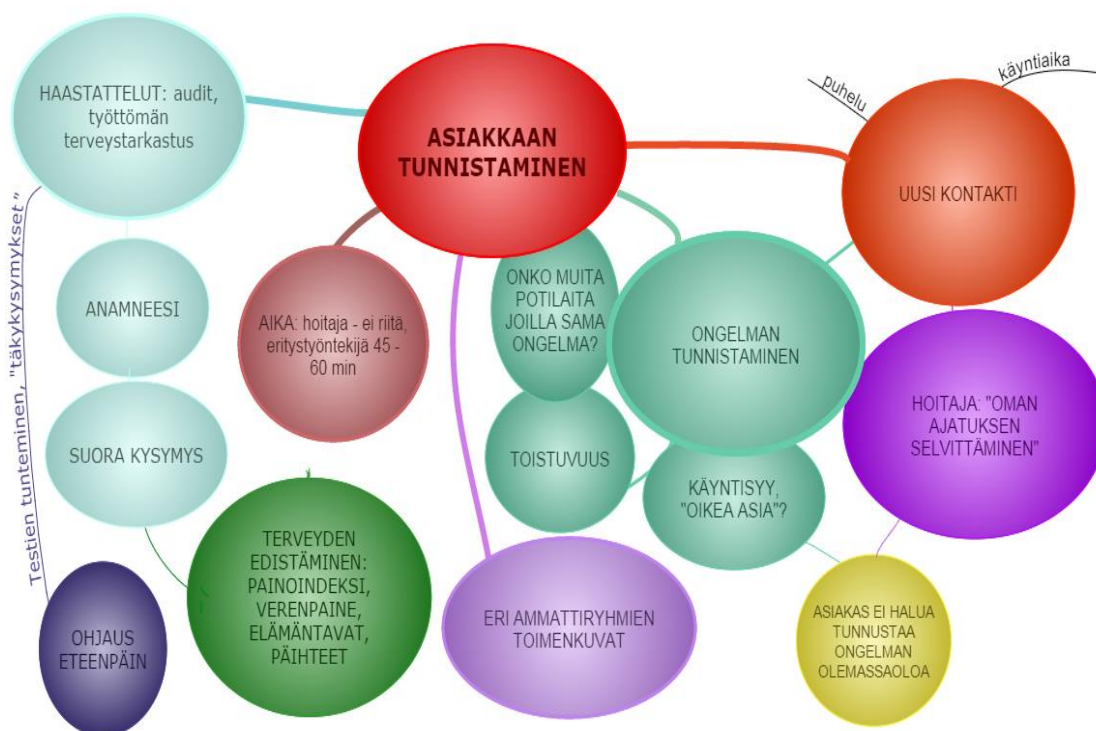 HAASTATTELUT: audit,
työttömän
terveystarkastus
ASIAKKAAN
TUNNISTAMINEN
puhelu
käyntiaika
UUSI KONTAKTI
Testien tunteminen, "täkykysymykset"
ANAMNEESI
AIKA: hoitaja - ei riitä,
eritystyöntekijä 45 -
60 min
ONKO MUITA
POTILAITA
JOILLA SAMA
ONGELMA?
ONGELMAN
TUNNISTAMINEN
HOITAJA: "OMAN
AJATUKSEN
SELVITTÄMINEN"
SUORA KYSYMYS
TOISTUVUUS
KÄYNTISYY,
"OIKEA ASIA"?
TERVEYDEN
EDISTÄMINEN:
PAINOINDEKSI,
VERENPAINE,
ELÄMÄNTAVAT,
PÄIHTEET
OHJAUS
ETEENPÄIN
ERI AMMATTIRYHMIEN
TOIMENKUVAT
ASIAKAS EI HALUA
TUNNUSTAA
ONGELMAN
OLEMASSAOLOA